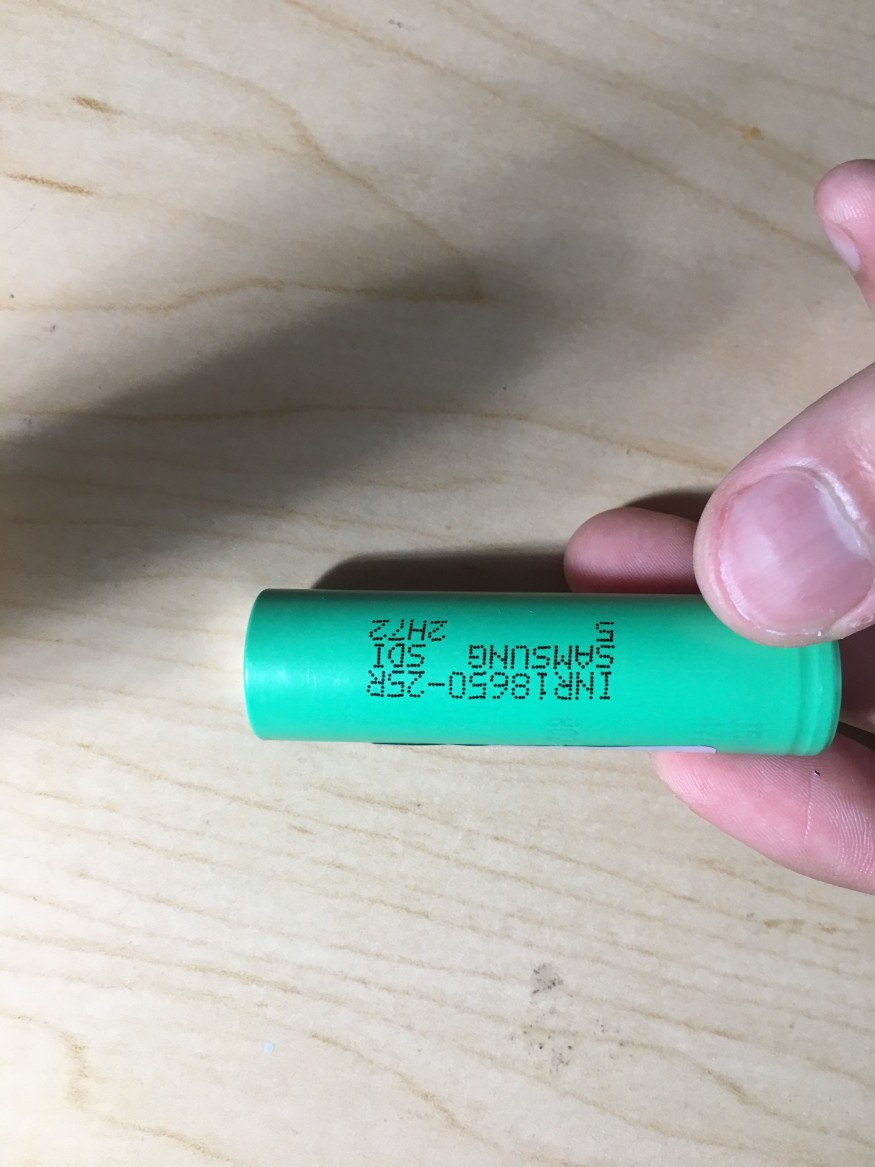 INR18650-25R
SAMSUNG SDI
5 2H72